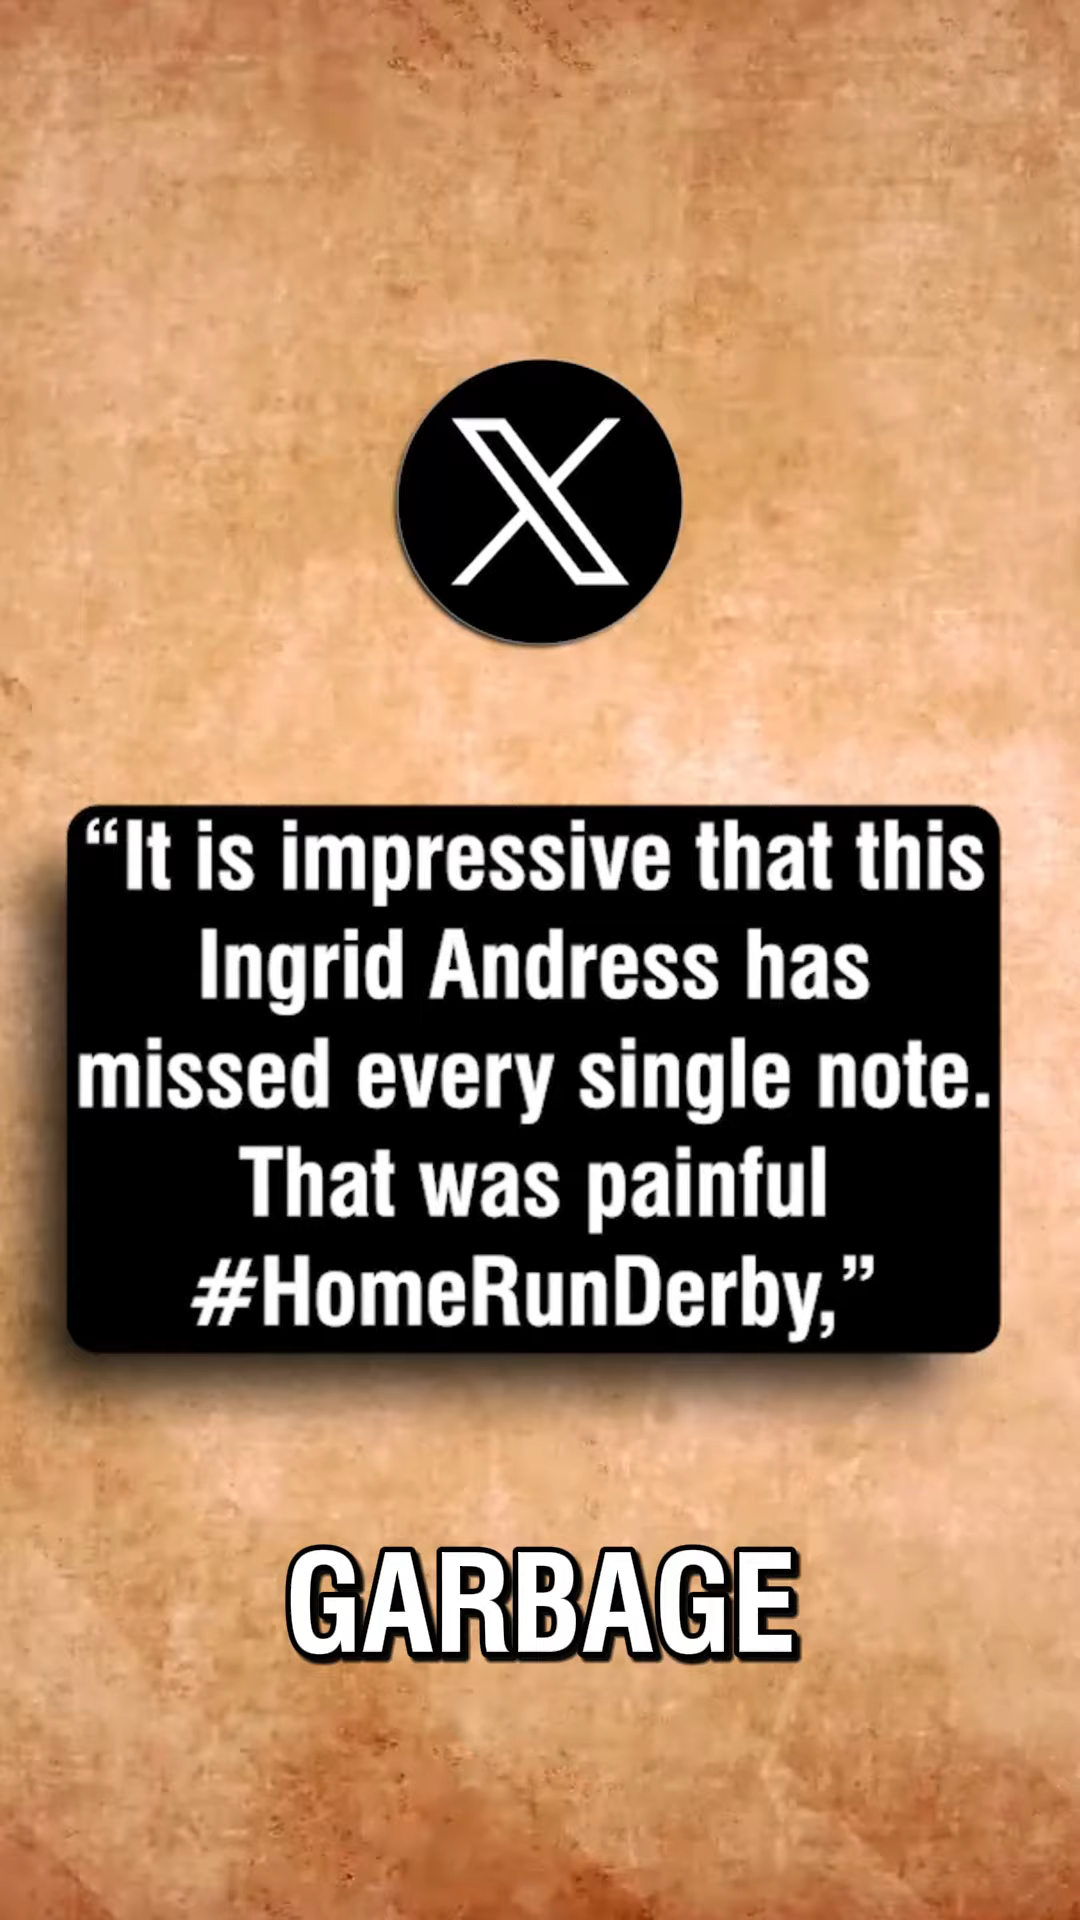 “It is impressive that this
Ingrid Andress has
missed every single note.
That was painful
#HomeRunDerby,”
GARBAGE